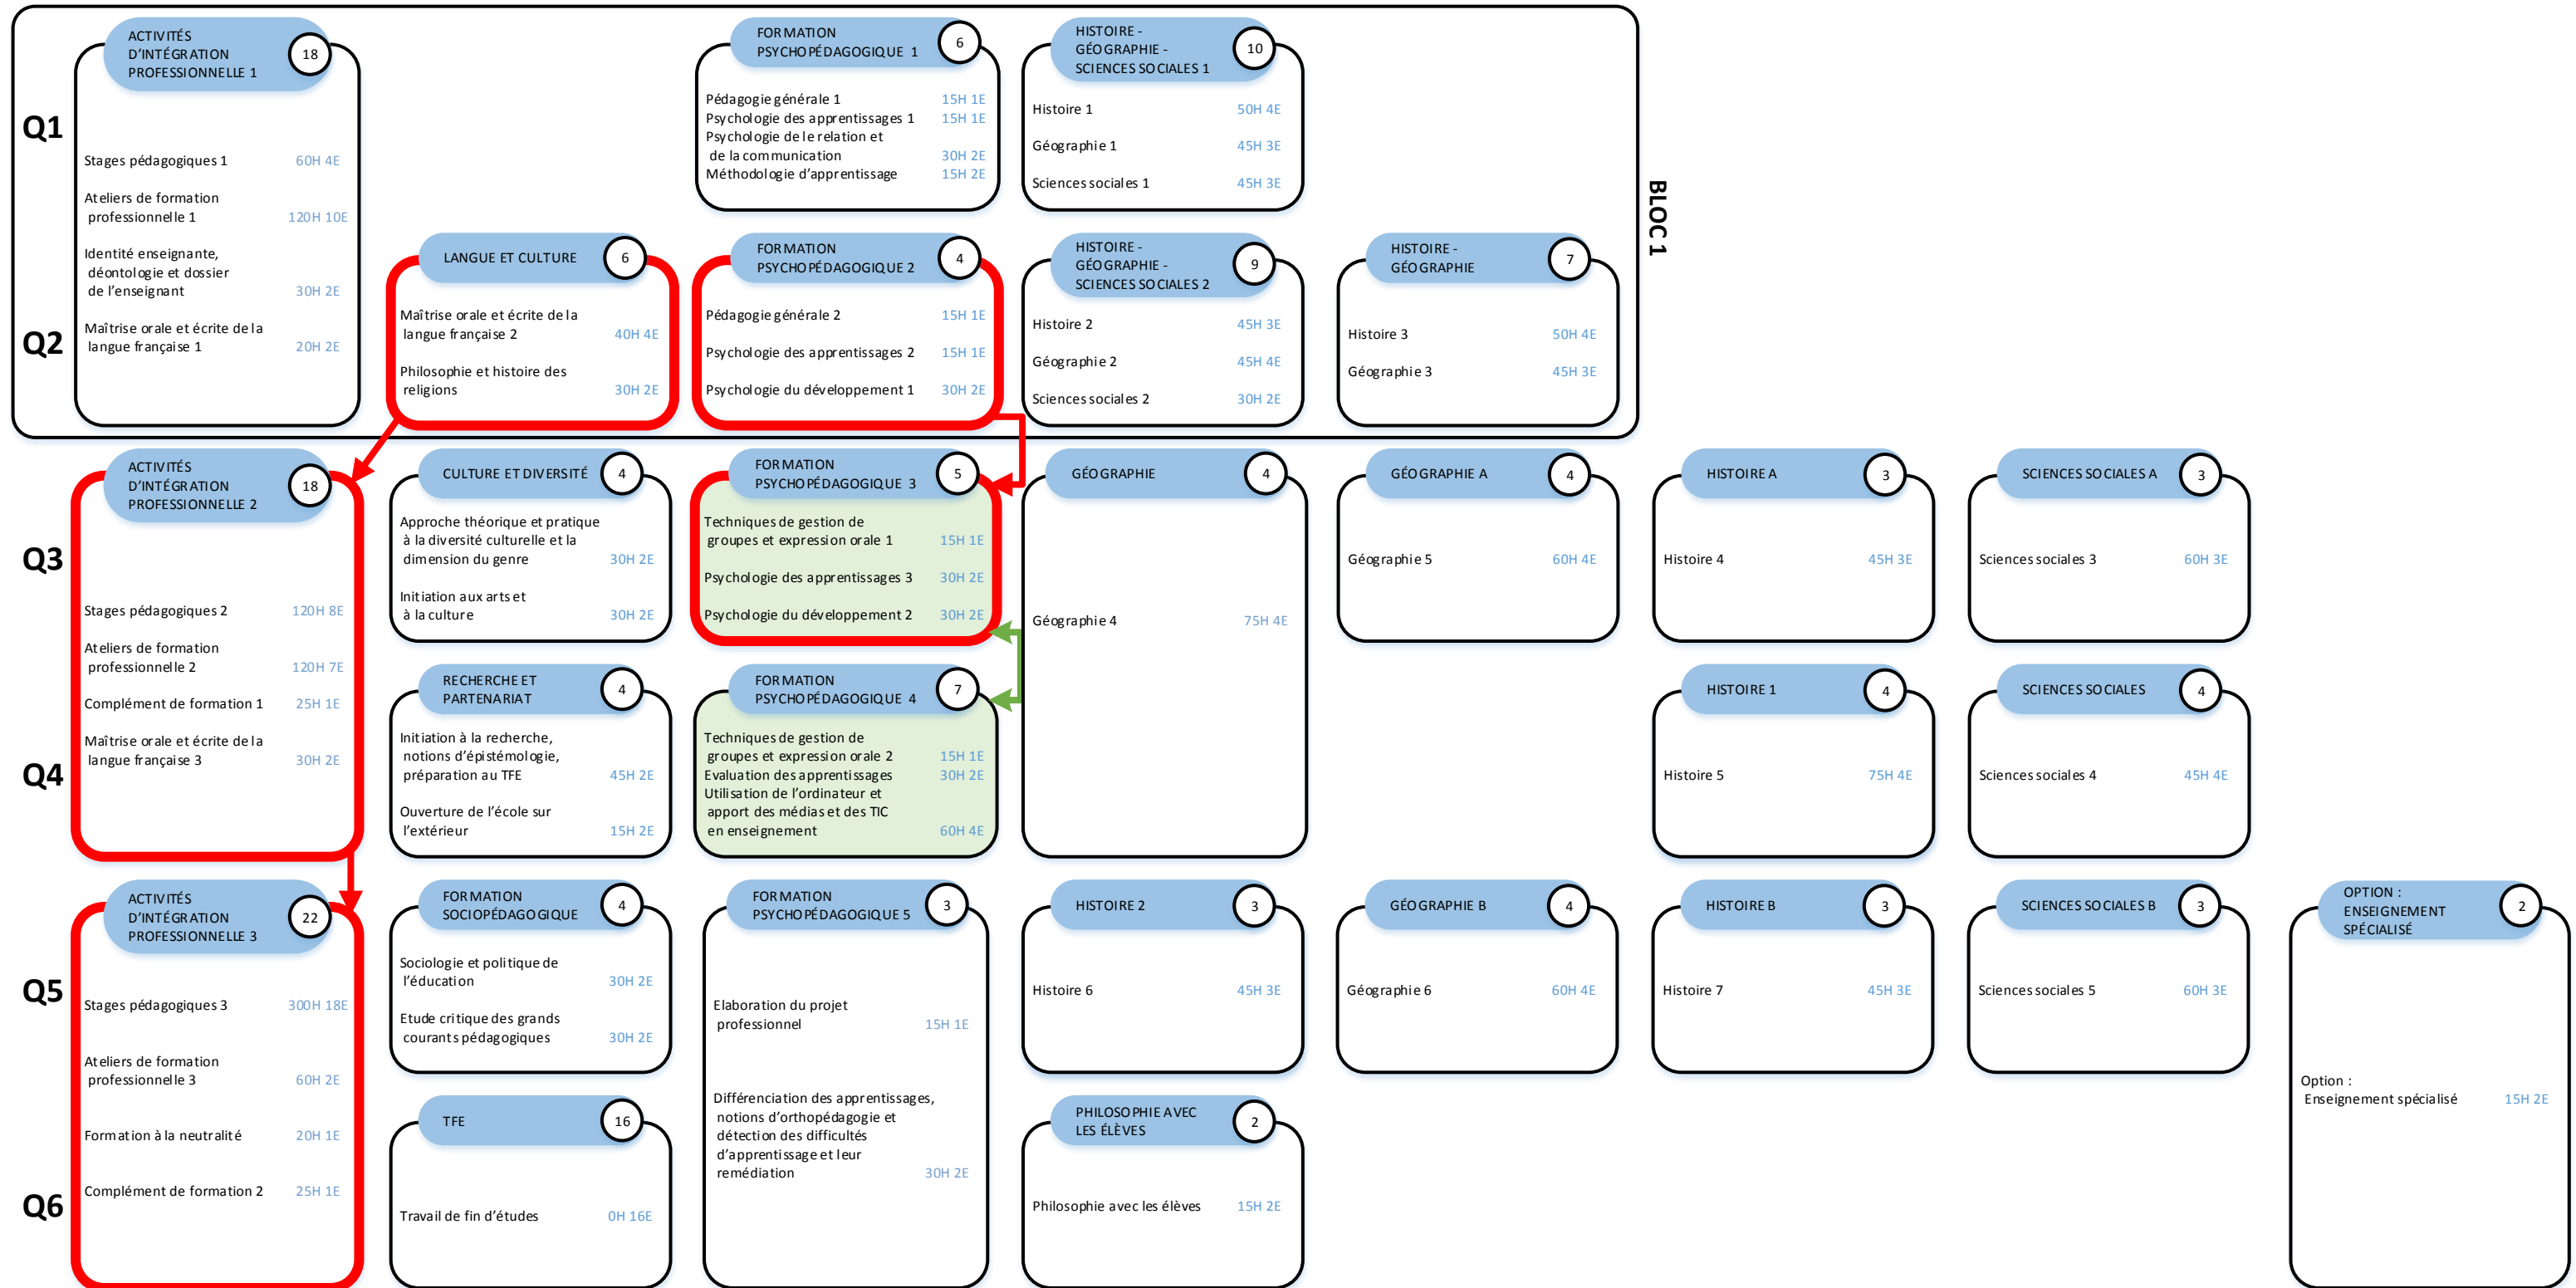 ACTIVITÉS
D'INTÉGRATION
PROFESSIONNELLE 1
18
Stages pédagogiques 1 60H 4E
Ateliers de formation
professionnelle 1 120H 10E
Identité enseignante,
déontologie et dossier
de l'enseignant 30H 2E
Maîtrise orale et écrite de la
langue française 1 20H 2E
Q1
Q2
FORMATION
PSYCHOPÉDAGOGIQUE 1
6
Pédagogie générale 1 15H 1E
Psychologie des apprentissages 1 15H 1E
Psychologie de le relation et
de la communication 30H 2E
Méthodologie d'apprentissage 15H 2E
HISTOIRE -
GÉOGRAPHIE -
SCIENCES SOCIALES 1
10
Histoire 1 50H 4E
Géographie 1 45H 3E
Sciences sociales 1 45H 3E
BLOC 1
LANGUE ET CULTURE
6
Maîtrise orale et écrite de la
langue française 2 40H 4E
Philosophie et histoire des
religions 30H 2E
FORMATION
PSYCHOPÉDAGOGIQUE 2
4
Pédagogie générale 2 15H 1E
Psychologie des apprentissages 2 15H 1E
Psychologie du développement 1 30H 2E
HISTOIRE -
GÉOGRAPHIE -
SCIENCES SOCIALES 2
9
Histoire 2 45H 3E
Géographie 2 45H 4E
Sciences sociales 2 30H 2E
HISTOIRE -
GÉOGRAPHIE
7
Histoire 3 50H 4E
Géographie 3 45H 3E
Q3
Q4
ACTIVITÉS
D'INTÉGRATION
PROFESSIONNELLE 2
18
Stages pédagogiques 2 120H 8E
Ateliers de formation
professionnelle 2 120H 7E
Complément de formation 1 25H 1E
Maîtrise orale et écrite de la
langue française 3 30H 2E
CULTURE ET DIVERSITÉ
4
Approche théorique et pratique
à la diversité culturelle et la
dimension du genre 30H 2E
Initiation aux arts et
à la culture 30H 2E
FORMATION
PSYCHOPÉDAGOGIQUE 3
5
Techniques de gestion de
groupes et expression orale 1 15H 1E
Psychologie des apprentissages 3 30H 2E
Psychologie du développement 2 30H 2E
GÉOGRAPHIE
4
Géographie 4 75H 4E
GÉOGRAPHIE A
4
Géographie 5 60H 4E
HISTOIRE A
3
Histoire 4 45H 3E
SCIENCES SOCIALES A
3
Sciences sociales 3 60H 3E
RECHERCHE ET
PARTENARIAT
4
Initiation à la recherche,
notions d'épistémologie,
préparation au TFE 45H 2E
Ouverture de l'école sur
l'extérieur 15H 2E
FORMATION
PSYCHOPÉDAGOGIQUE 4
7
Techniques de gestion de
groupes et expression orale 2 15H 1E
Evaluation des apprentissages 30H 2E
Utilisation de l'ordinateur et
apport des médias et des TIC
en enseignement 60H 4E
HISTOIRE 1
4
Histoire 5 75H 4E
SCIENCES SOCIALES
4
Sciences sociales 4 45H 4E
Q5
Q6
ACTIVITÉS
D'INTÉGRATION
PROFESSIONNELLE 3
22
Stages pédagogiques 3 300H 18E
Ateliers de formation
professionnelle 3 60H 2E
Formation à la neutralité 20H 1E
Complément de formation 2 25H 1E
FORMATION
SOCIOPÉDAGOGIQUE
4
Sociologie et politique de
l'éducation 30H 2E
Etude critique des grands
courants pédagogiques 30H 2E
FORMATION
PSYCHOPÉDAGOGIQUE 5
3
Elaboration du projet
professionnel 15H 1E
Différenciation des apprentissages,
notions d'orthopédagogie et
détection des difficultés
d'apprentissage et leur
remédiation 30H 2E
HISTOIRE 2
3
Histoire 6 45H 3E
GÉOGRAPHIE B
4
Géographie 6 60H 4E
HISTOIRE B
3
Histoire 7 45H 3E
SCIENCES SOCIALES B
3
Sciences sociales 5 60H 3E
OPTION :
ENSEIGNEMENT
SPÉCIALISÉ
2
Option :
Enseignement spécialisé 15H 2E
TFE
16
Travail de fin d'études 0H 16E
PHILOSOPHIE AVEC
LES ÉLÈVES
2
Philosophie avec les élèves 15H 2E